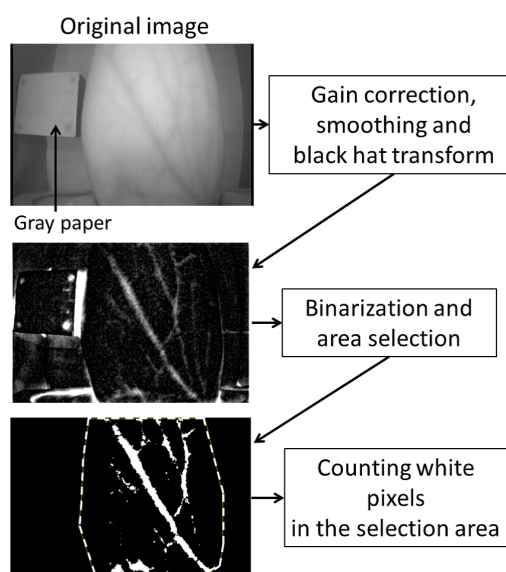 Original image
Gain correction,
smoothing and
black hat transform
Gray paper
Binarization and
area selection
Counting white
pixels
in the selection area